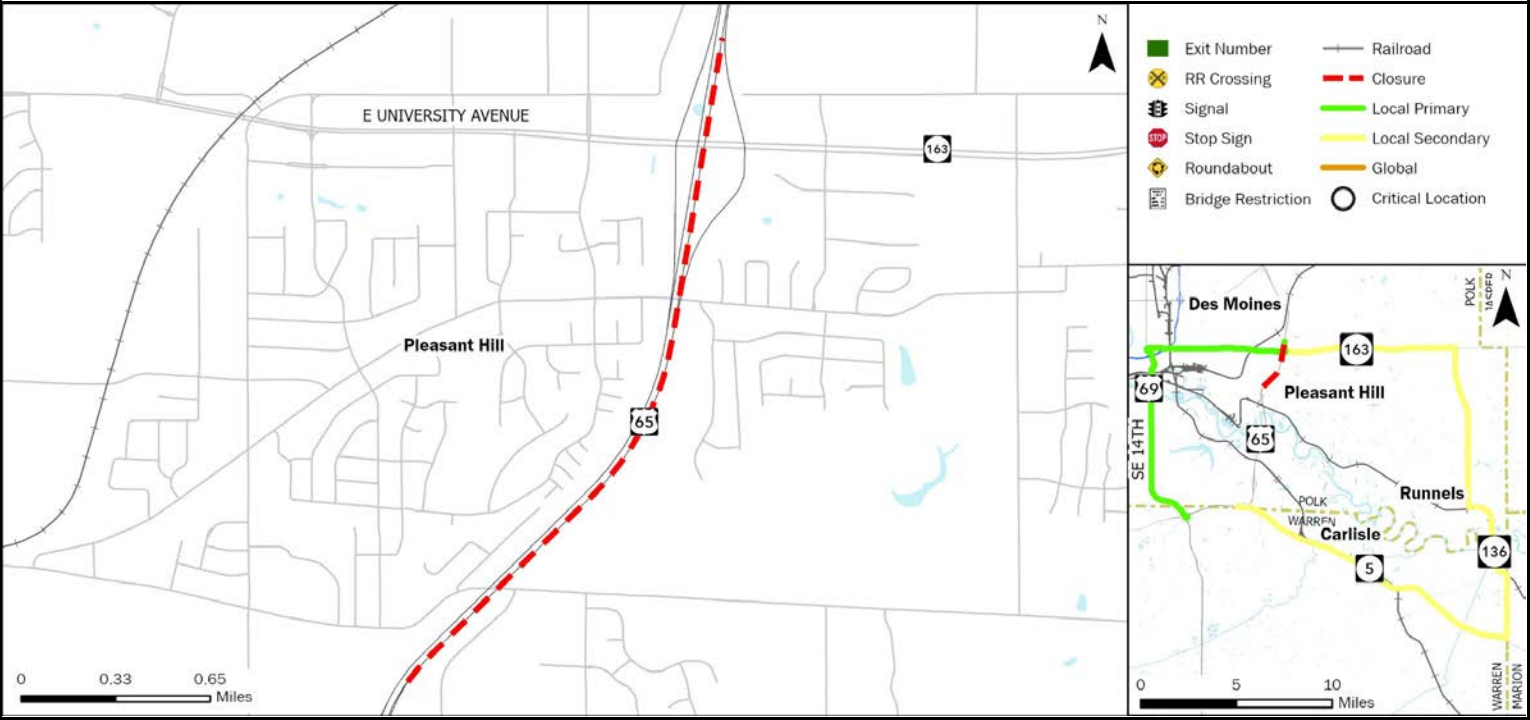 N
E UNIVERSITY AVENUE
163
Pleasant Hill
65
0 0.33 0.65
Miles
Exit Number
RR Crossing
Signal
STOP
Stop Sign
Roundabout
Bridge Restriction
Railroad
Closure
Local Primary
Local Secondary
Global
Critical Location
N
POLK
JASPER
Des Moines
163
69
Pleasant Hill
65
SE 14TH
Runnels
POLK
WARREN
Carlisle
136
5
WARREN
MARION
0 5 10
Miles